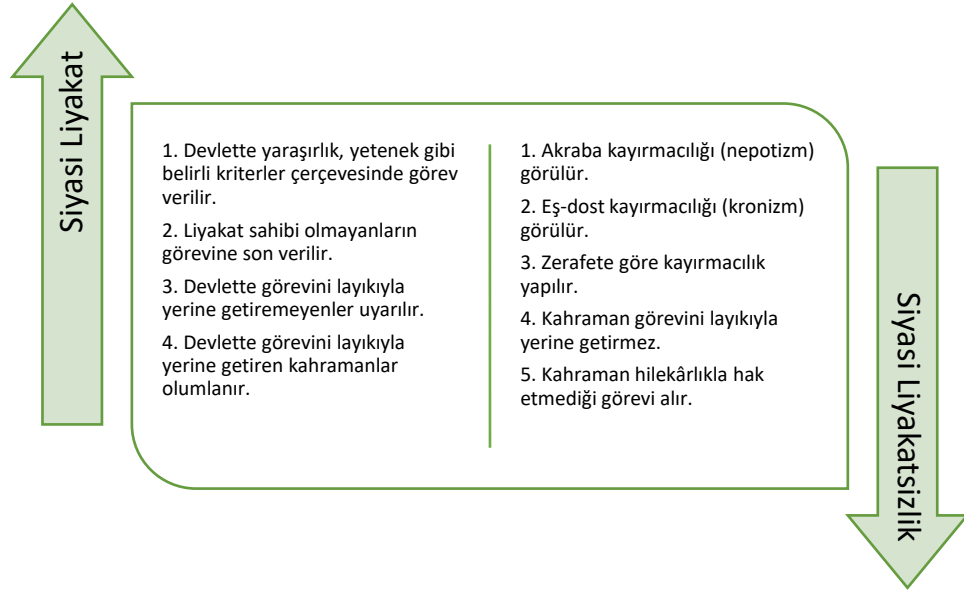 Siyasi Liyakat
1. Devlette yaraşırlık, yetenek gibi
belirli kriterler çerçevesinde görev
verilir.
2. Liyakat sahibi olmayanların
görevine son verilir.
3. Devlette görevini layıkıyla
yerine getiremeyenler uyarılır.
4. Devlette görevini layıkıyla
yerine getiren kahramanlar
olumlanır.
1. Akraba kayırmacılığı (nepotizm)
görülür.
2. Eş-dost kayırmacılığı (kronizm)
görülür.
3. Zerafete göre kayırmacılık
yapılır.
4. Kahraman görevini layıkıyla
yerine getirmez.
5. Kahraman hilekârlıkla hak
etmediği görevi alır.
Siyasi Liyakatsizlik